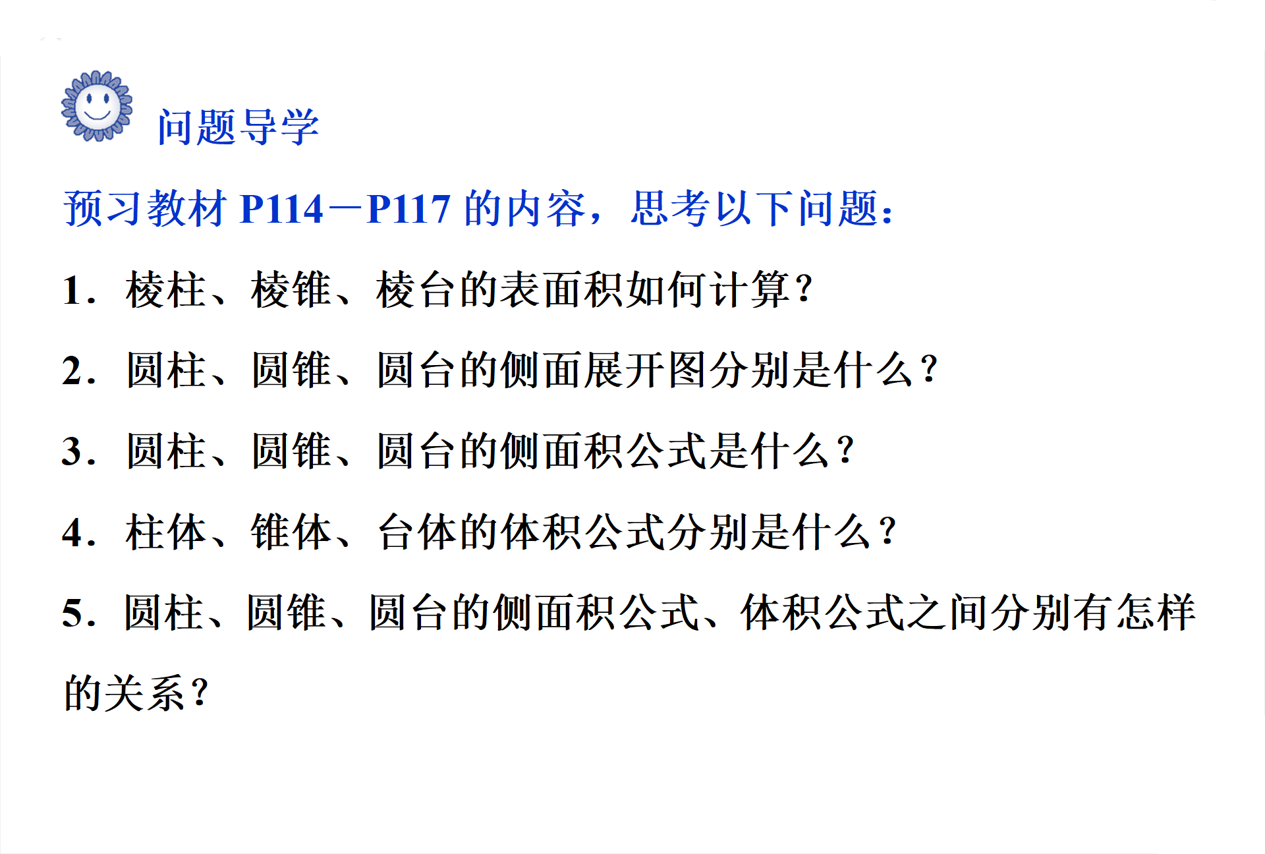 问题导学
预习教材 P114－P117 的内容，思考以下问题：
1．棱柱、棱锥、棱台的表面积如何计算？
2．圆柱、圆锥、圆台的侧面展开图分别是什么？
3．圆柱、圆锥、圆台的侧面积公式是什么？
4．柱体、锥体、台体的体积公式分别是什么？
5．圆柱、圆锥、圆台的侧面积公式、体积公式之间分别有怎样
的关系？